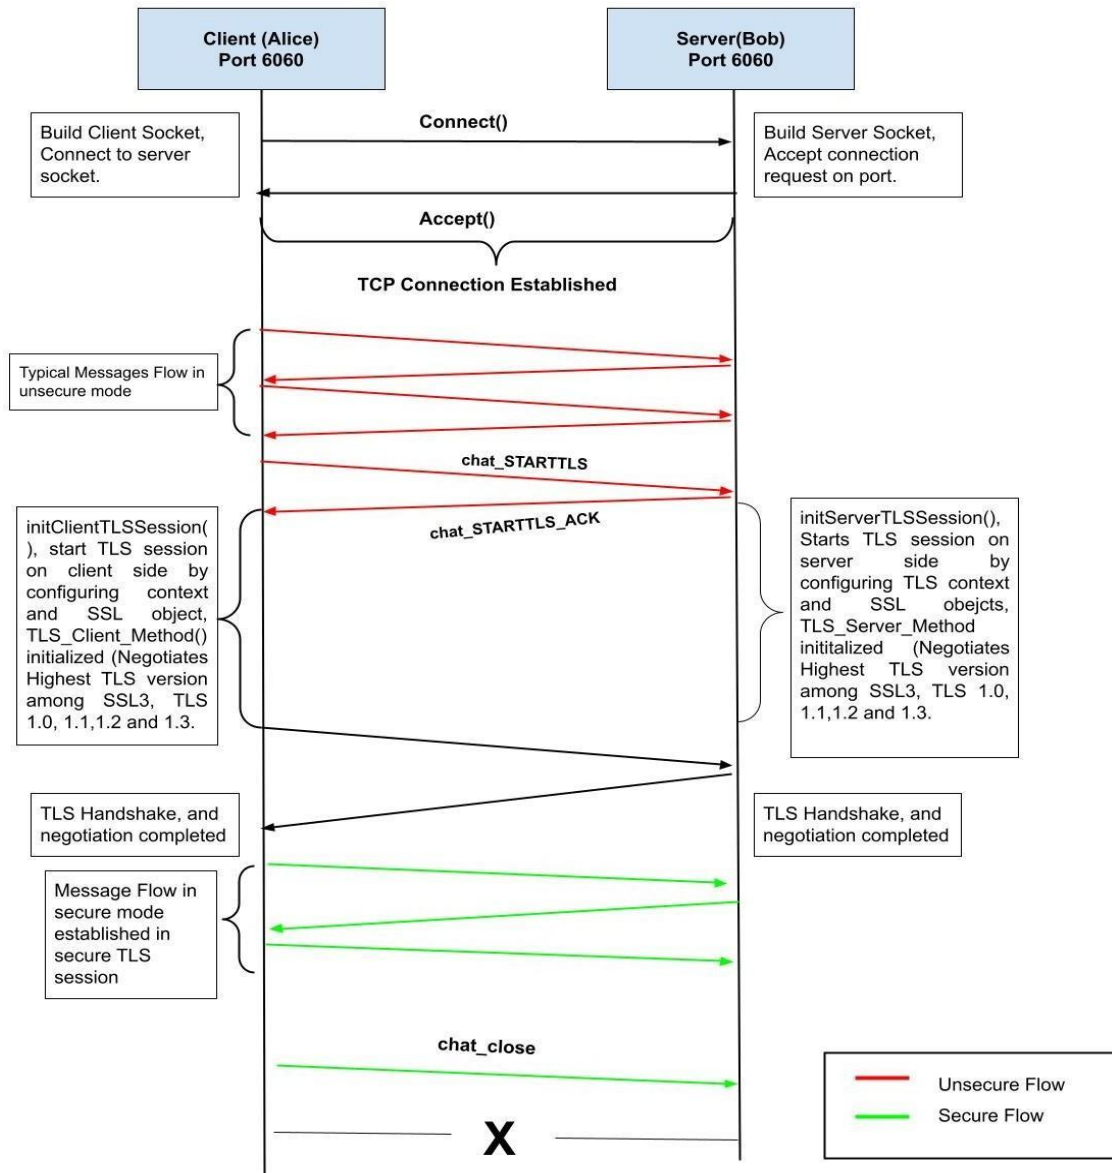 Client (Alice)
Port 6060
Server(Bob)
Port 6060
Build Client Socket,
Connect to server
socket.
Connect()
Build Server Socket,
Accept connection
request on port.
Accept()
TCP Connection Established
Typical Messages Flow in
unsecure mode
chat_STARTTLS
chat_STARTTLS_ACK
initClientTLSSession(
), start TLS session
on client side by
configuring context
and SSL object,
TLS_Client_Method()
initialized (Negotiates
Highest TLS version
among SSL3, TLS
1.0, 1.1,1.2 and 1.3.
initServerTLSSession(),
Starts TLS session on
server side by
configuring TLS context
and SSL obejcts,
TLS_Server_Method
inititalized (Negotiates
Highest TLS version
among SSL3, TLS 1.0,
1.1,1.2 and 1.3.
TLS Handshake, and
negotiation completed
TLS Handshake, and
negotiation completed
Message Flow in
secure mode
established in
secure TLS
session
chat_close
X
Unsecure Flow
Secure Flow